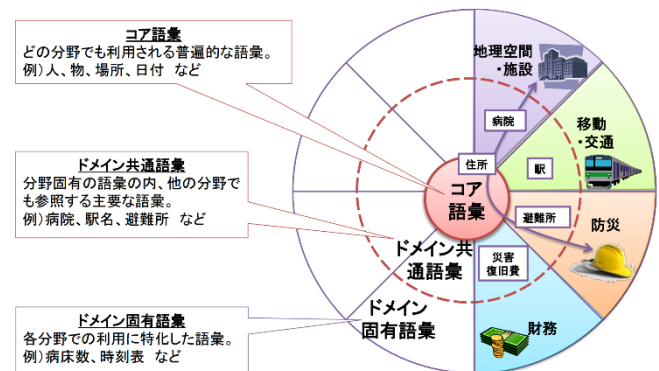 コア語彙
どの分野でも利用される普遍的な語彙。
例)人、物、場所、日付 など
ドメイン共通語彙
分野固有の語彙の内、他の分野で
も参照する主要な語彙。
例)病院、駅名、避難所 など
ドメイン固有語彙
各分野での利用に特化した語彙。
例)病床数、時刻表 など
地理空間
・施設
病院
移動
・交通
住所
駅
コア
語彙
避難所
防災
ドメイン共
通語彙
災害
復旧費
ドメイン
固有語彙
財務